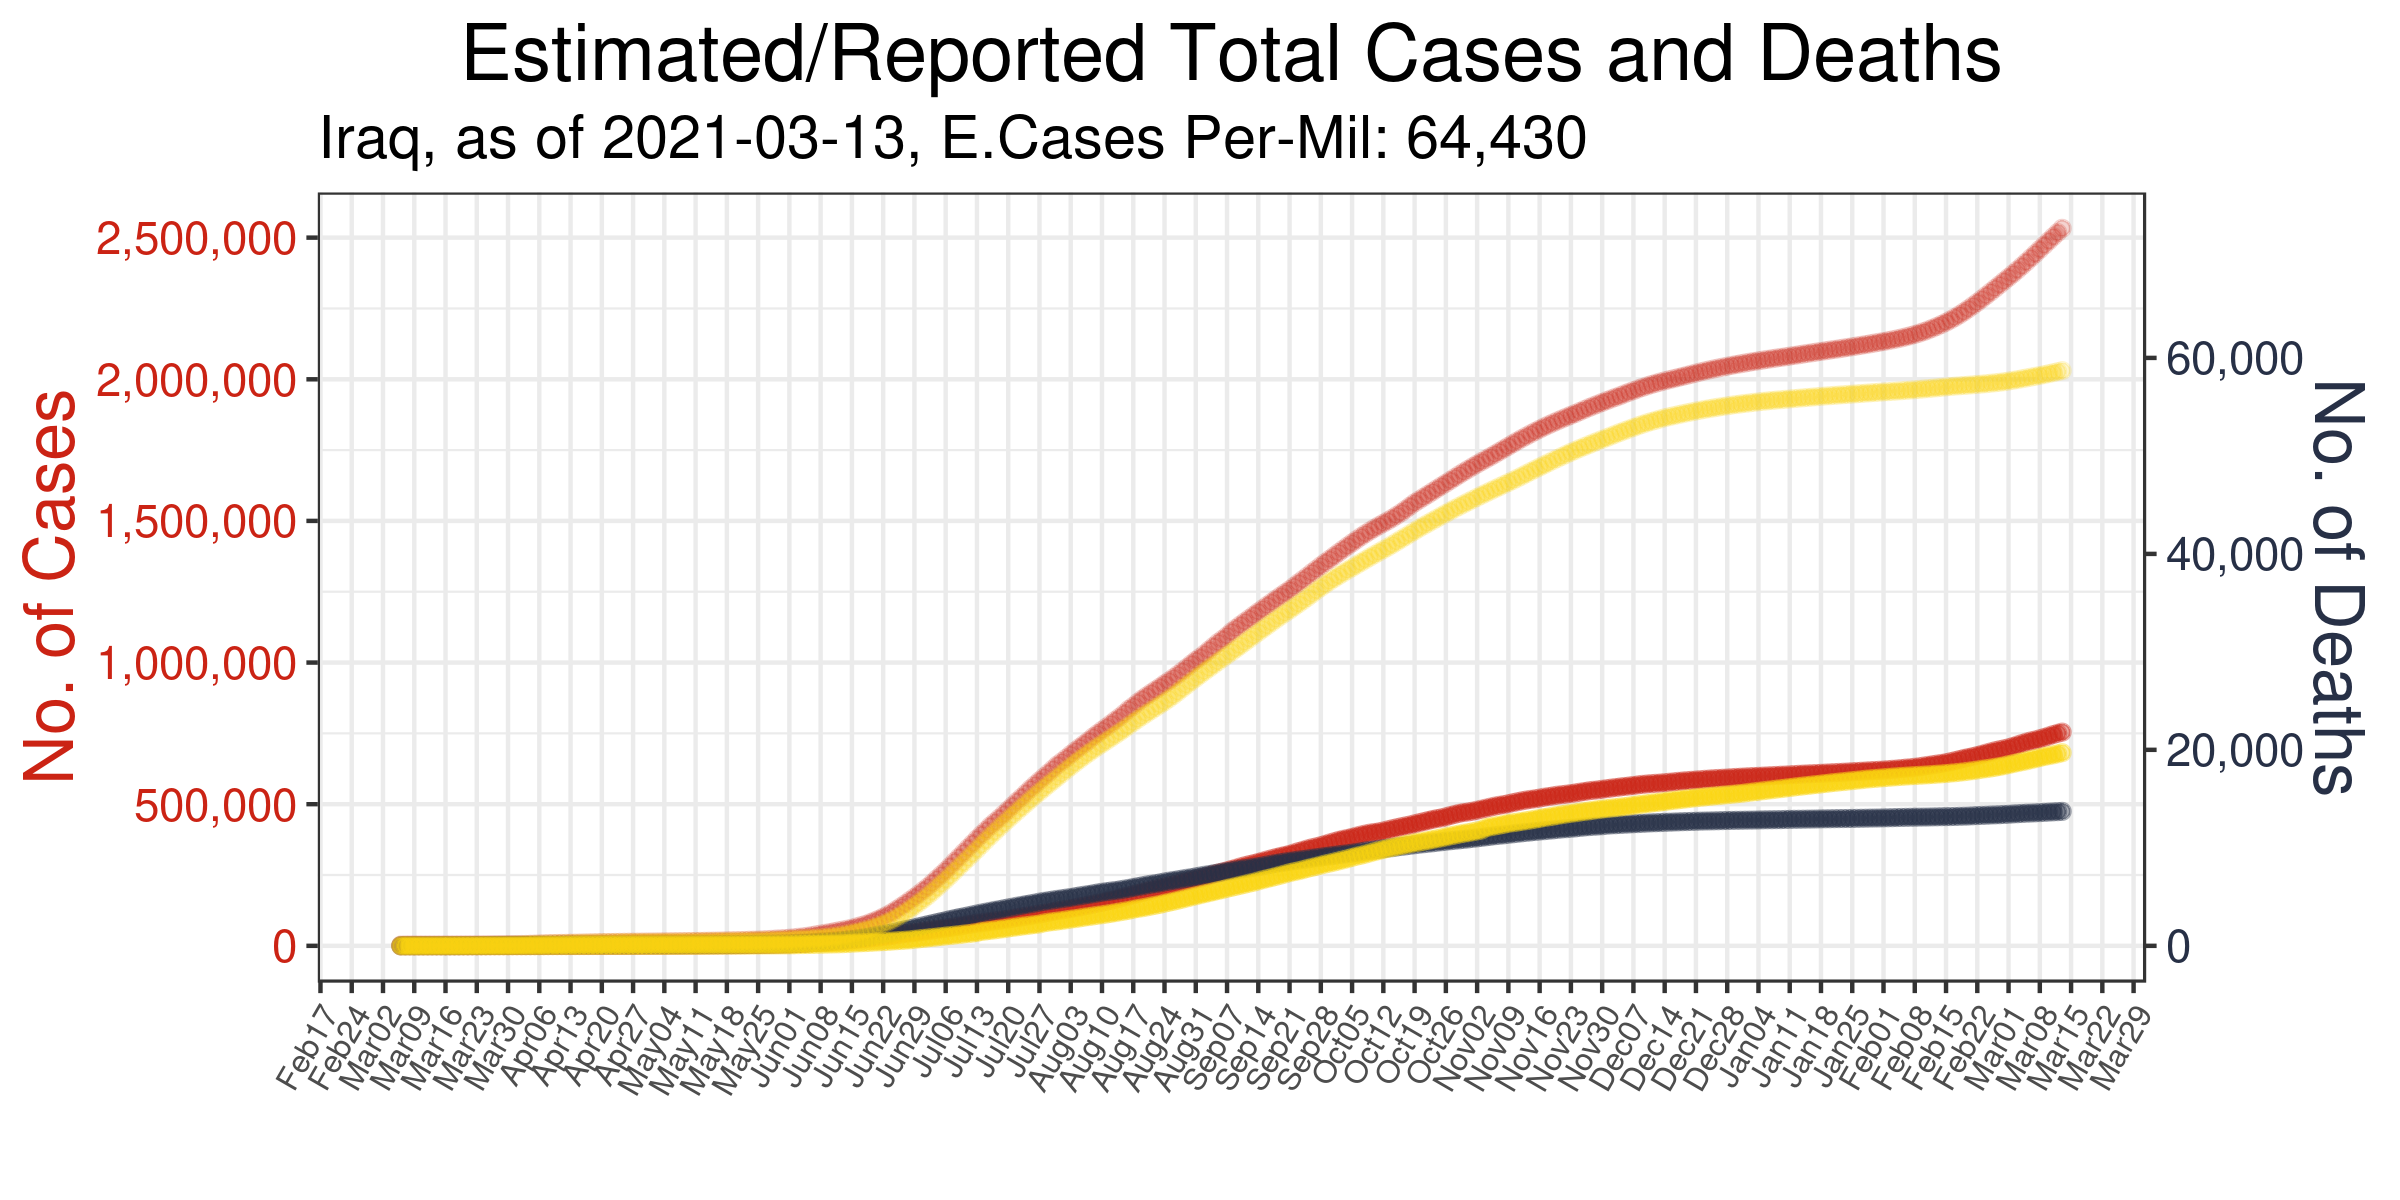 Estimated/Reported Total Cases and Deaths
Iraq, as of 2021-03-13, E.Cases Per-Mil: 64,430
No. of Cases
2,500,000
2,000,000
1,500,000
1,000,000
500,000
0
60,000
40,000
20,000
0
No. of Deaths
Feb17
Feb24
Mar02
Mar09
Mar16
Mar23
Mar30
Apr06
Apr13
Apr20
Apr27
May04
May11
May18
May25
Jun01
Jun08
Jun15
Jun22
Jun29
Jul06
Jul13
Jul20
Jul27
Aug03
Aug10
Aug17
Aug24
Aug31
Sep07
Sep14
Sep21
Sep28
Oct05
Oct12
Oct19
Oct26
Nov02
Nov09
Nov16
Nov23
Nov30
Dec07
Dec14
Dec21
Dec28
Jan04
Jan11
Jan18
Jan25
Feb01
Feb08
Feb15
Feb22
Mar01
Mar08
Mar15
Mar22
Mar29